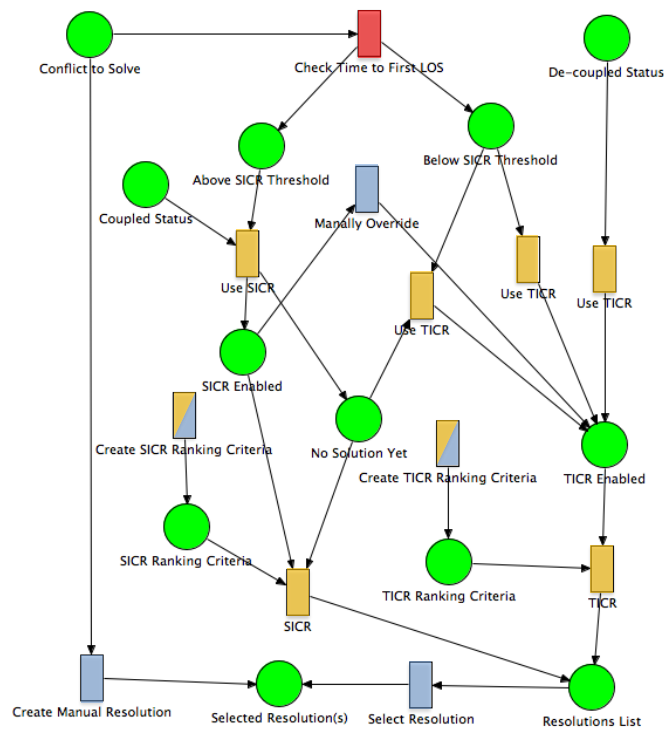 Conflict to Solve
Check Time to First LOS
De-coupled Status
Above SICR Threshold
Below SICR Threshold
Coupled Status
Manally Override
Use SICR
Use TICR
Use TICR
Use TICR
SICR Enabled
No Solution Yet
Create SICR Ranking Criteria
Create TICR Ranking Criteria
TICR Enabled
SICR Ranking Criteria
TICR Ranking Criteria
TICR
SICR
Create Manual Resolution
Selected Resolution(s)
Select Resolution
Resolutions List